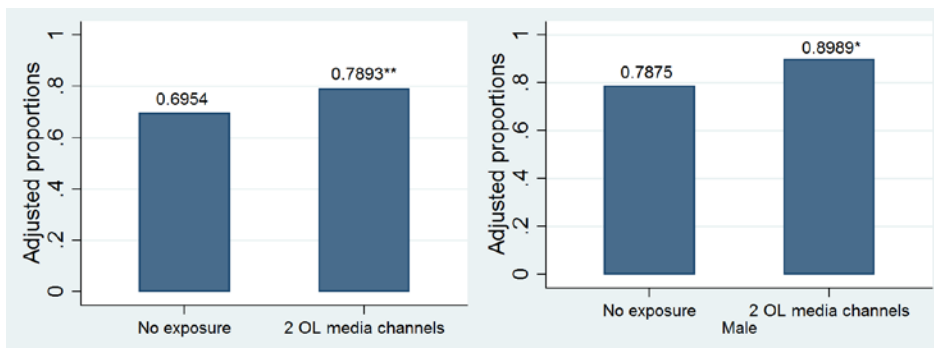 Adjusted proportions
1
.8
.6
.4
.2
0
0.6954
0.7893**
No exposure
2 OL media channels
Adjusted proportions
1
.8
.6
.4
.2
0
0.7875
0.8989*
No exposure
2 OL media channels
Male